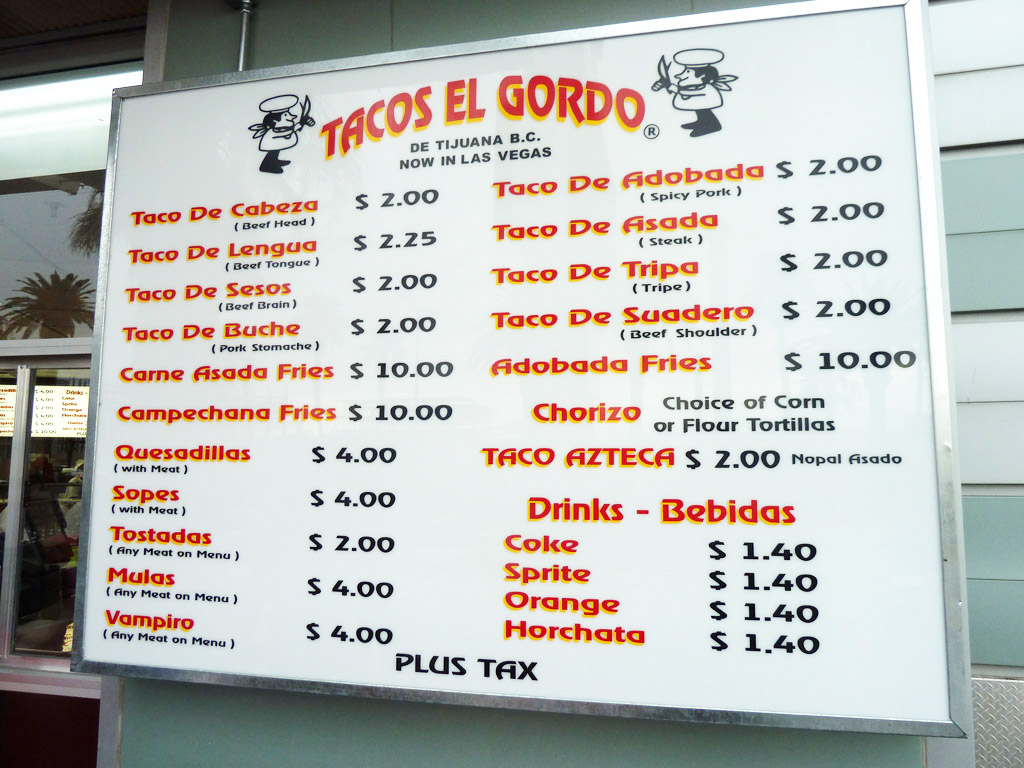 TACOS EL GORDO ®
DE TIJUANA B.C.
NOW IN LAS VEGAS
Taco De Cabeza $ 2.00
( Beef Head )
Taco De Lengua $ 2.25
( Beef Tongue )
Taco De Sesos $ 2.00
( Beef Brain )
Taco De Buche $ 2.00
( Pork Stomache )
Carne Asada Fries $ 10.00
Campechana Fries $ 10.00
Quesadillas $ 4.00
( with Meat )
Sopes $ 4.00
( with Meat )
Tostadas $ 2.00
( Any Meat on Menu )
Mulas $ 4.00
( Any Meat on Menu )
Vampiro $ 4.00
( Any Meat on Menu )
Taco De Adobada $ 2.00
( Spicy Pork )
Taco De Asada $ 2.00
( Steak )
Taco De Tripa $ 2.00
( Tripe )
Taco De Suadero $ 2.00
( Beef Shoulder )
Adobada Fries $ 10.00
Chorizo Choice of Corn
or Flour Tortillas
TACO AZTECA $ 2.00 Nopal Asado
Drinks - Bebidas
Coke $ 1.40
Sprite $ 1.40
Orange $ 1.40
Horchata $ 1.40
PLUS TAX
Drinks -
Coke
Sprite
Orange
Horchata